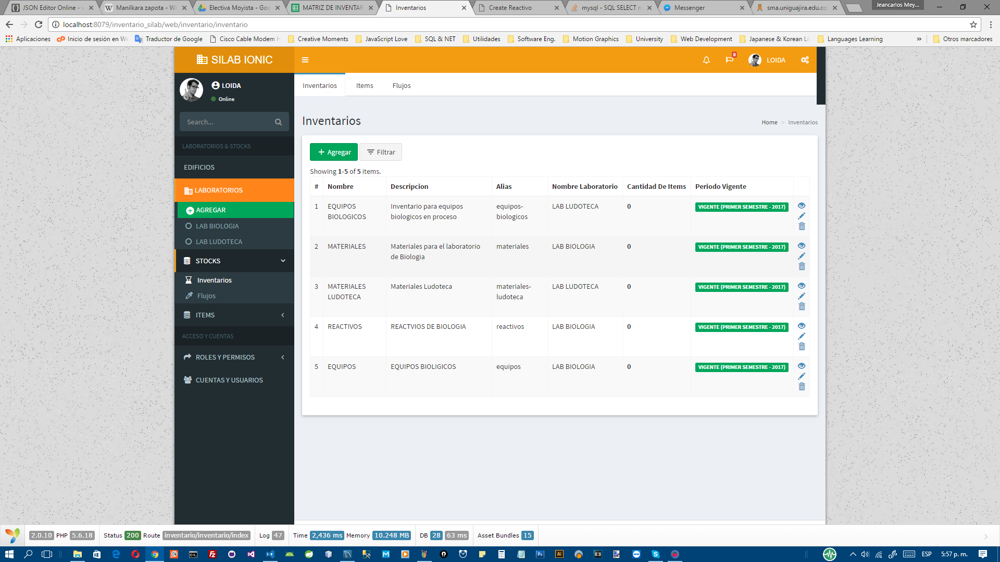 JSON Editor Online - v
Manilkara zapota - Wi
Electiva Moyista - Goo
MATRIZ DE INVENTAR
Inventarios
Create Reactivo
mysql - SQL SELECT ro
Messenger
sma.uniguajira.edu.co
Jeancarlos Mey...
localhost:8079/inventario_silab/web/inventario/inventario
Aplicaciones
Inicio de sesión en We
Traductor de Google
Cisco Cable Modem H
Creative Moments
JavaScript Love
SQL & NET
Utilidades
Software Eng.
Motion Graphics
University
Web Development
Japanese & Korean Li
Languages Learning
»
Otros marcadores
SILAB IONIC
0
LOIDA
LOIDA
Online
Search...
LABORATORIOS & STOCKS
EDIFICIOS
LABORATORIOS
AGREGAR
LAB BIOLOGIA
LAB LUDOTECA
STOCKS
Inventarios
Flujos
ITEMS
ACCESO Y CUENTAS
ROLES Y PERMISOS
CUENTAS Y USUARIOS
Inventarios Items Flujos
Inventarios
Home > Inventarios
Agregar Filtrar
Showing 1-5 of 5 items.
# Nombre Descripcion Alias Nombre Laboratorio Cantidad De Items Periodo Vigente
1 EQUIPOS BIOLOGICOS Inventario para equipos biologicos en proceso equipos-biologicos LAB LUDOTECA 0 VIGENTE (PRIMER SEMESTRE - 2017)
2 MATERIALES Materiales para el laboratorio de Biologia materiales LAB BIOLOGIA 0 VIGENTE (PRIMER SEMESTRE - 2017)
3 MATERIALES LUDOTECA Materiales Ludoteca materiales-ludoteca LAB LUDOTECA 0 VIGENTE (PRIMER SEMESTRE - 2017)
4 REACTIVOS REACTVIOS DE BIOLOGIA reactivos LAB BIOLOGIA 0 VIGENTE (PRIMER SEMESTRE - 2017)
5 EQUIPOS EQUIPOS BIOLIGICOS equipos LAB BIOLOGIA 0 VIGENTE (PRIMER SEMESTRE - 2017)
2.0.10 PHP 5.6.18 Status 200 Route inventario/inventario/index Log 47 Time 2,436 ms Memory 10.248 MB DB 28 63 ms Asset Bundles 15
ESP 5:57 p. m.